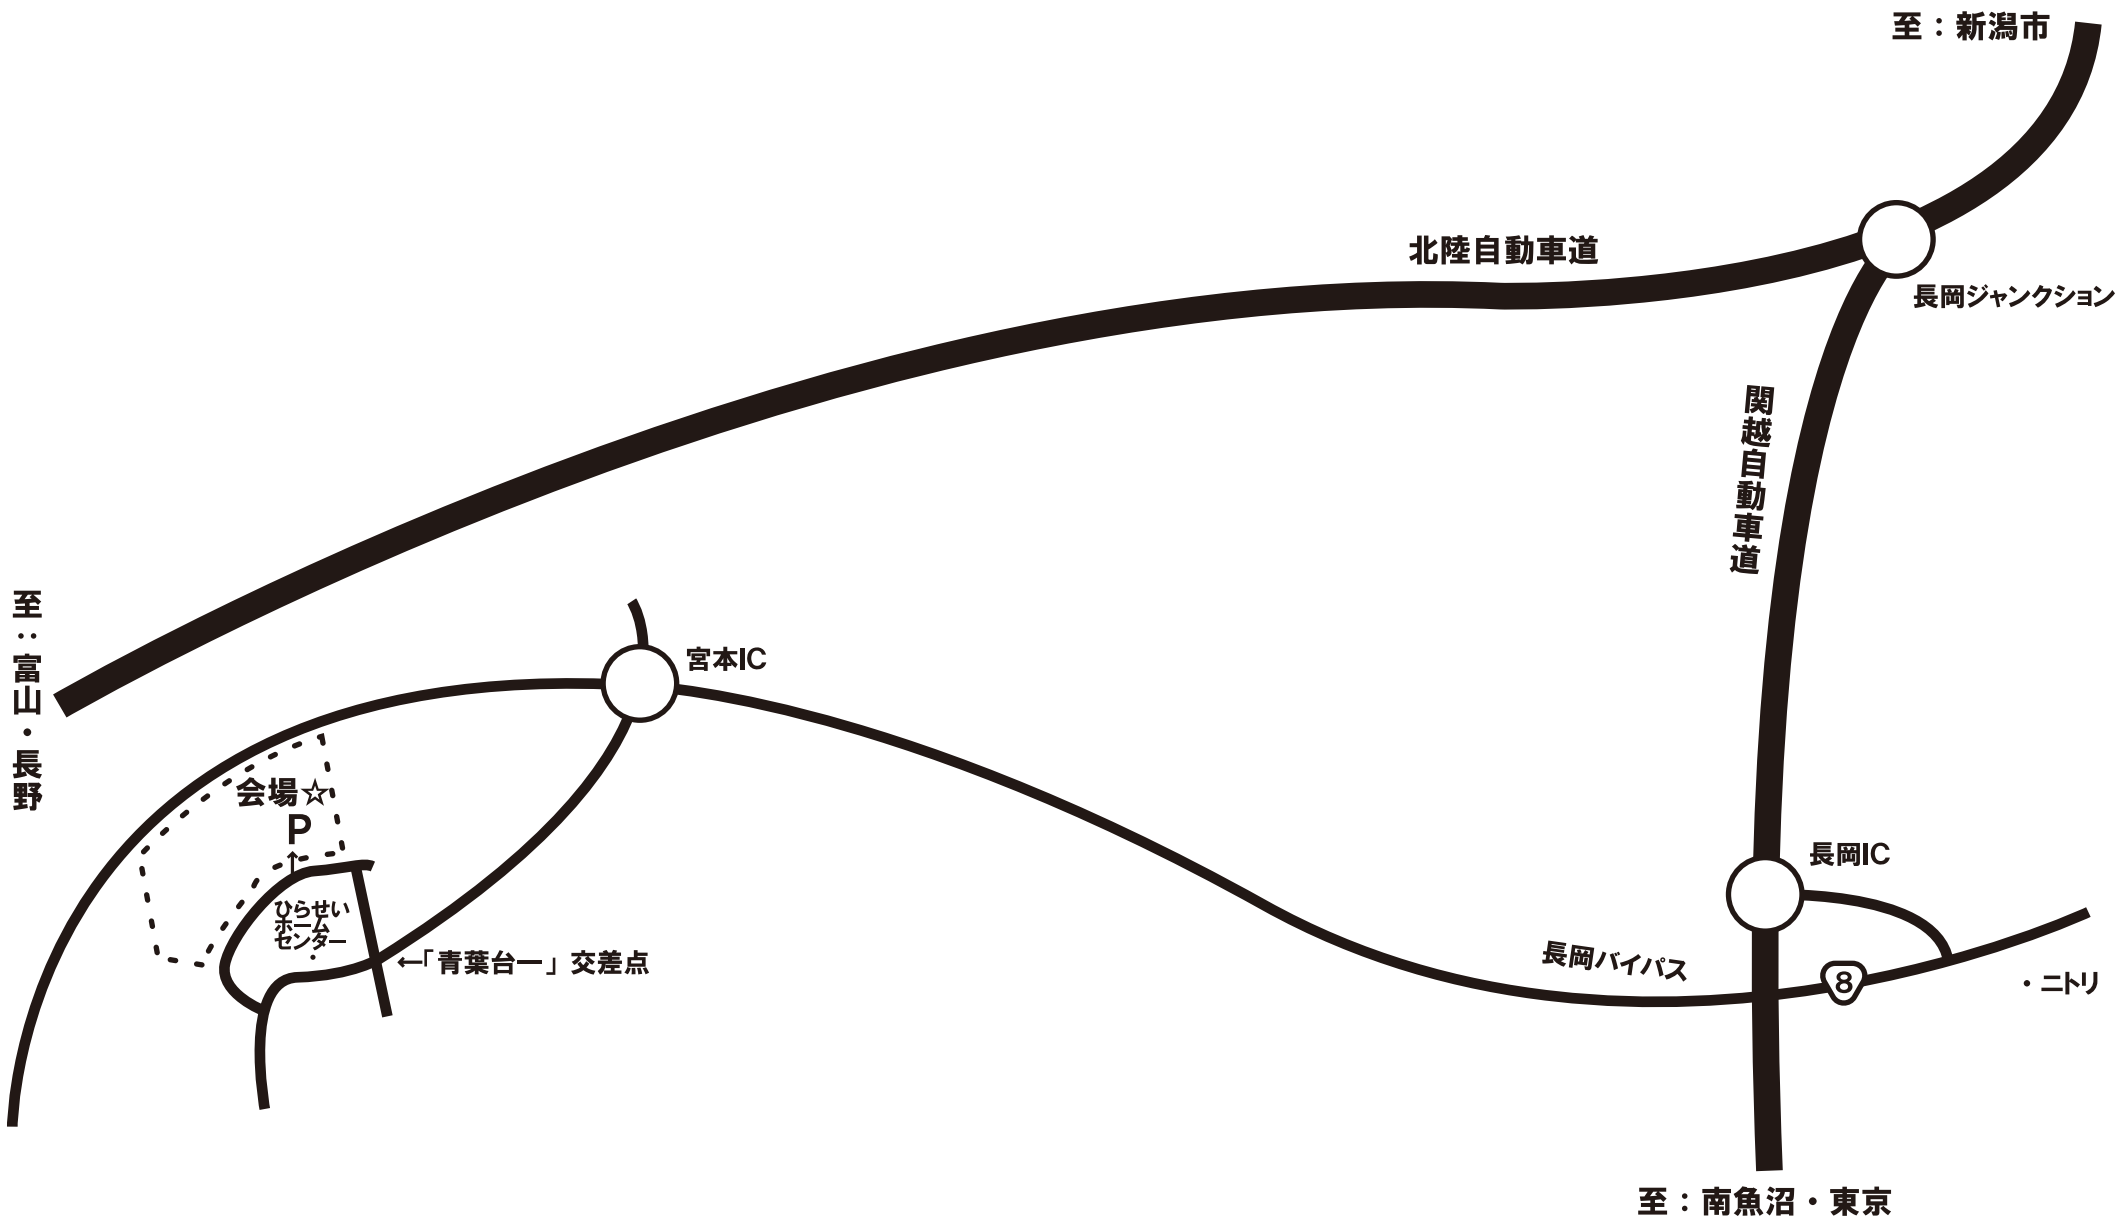 至：新潟市
北陸自動車道
長岡ジャンクション
関越自動車道
至：富山・長野
宮本IC
会場☆
P
↑
長岡IC
ひらせい
ホーム
センター
・
←「青葉台一」交差点
長岡バイパス
8
・ニトリ
至：南魚沼・東京